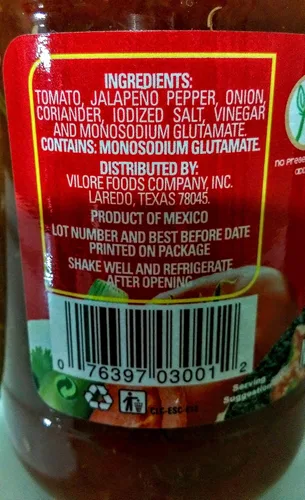 INGREDIENTS:
TOMATO, JALAPENO PEPPER, ONION,
CORIANDER, IODIZED SALT, VINEGAR
AND MONOSODIUM GLUTAMATE.
CONTAINS: MONOSODIUM GLUTAMATE.
DISTRIBUTED BY:
VILORE FOODS COMPANY, INC.
LAREDO, TEXAS 78045.
PRODUCT OF MEXICO
LOT NUMBER AND BEST BEFORE DATE
PRINTED ON PACKAGE
SHAKE WELL AND REFRIGERATE
AFTER OPENING
no
0 76397 03001 2
Serving